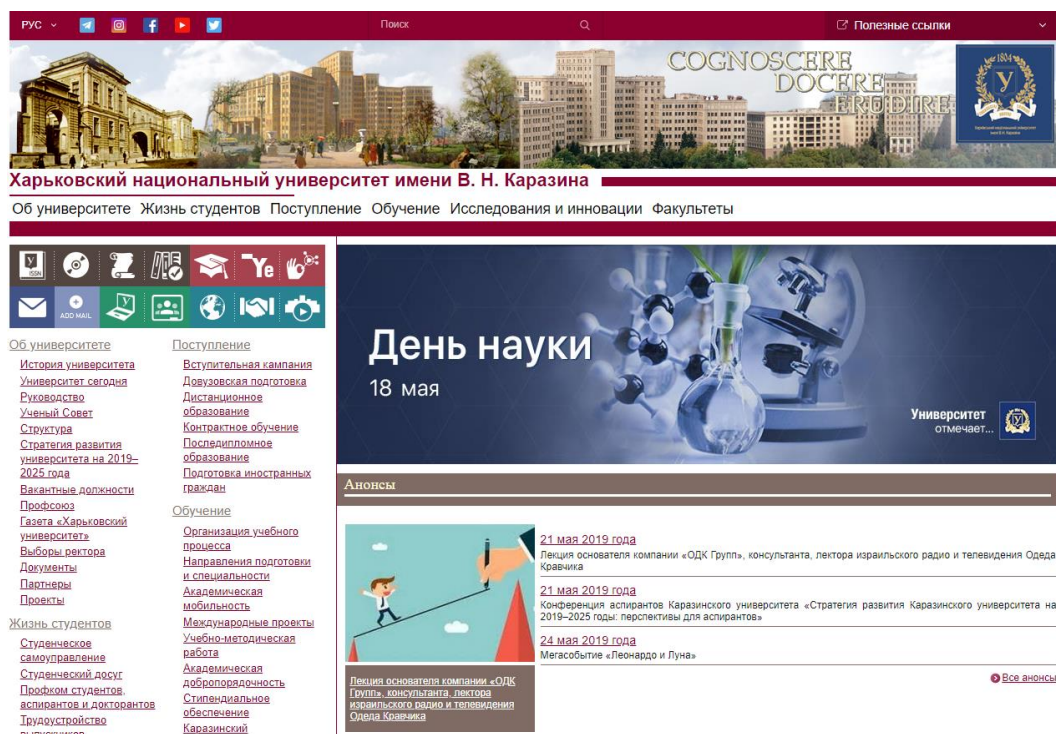 РУС
Поиск
Полезные ссылки
COGNOSCERE
DOCERE
ERUDIRE
1804
У
Харьковский национальный университет имени В. Н. Каразина
Об университете Жизнь студентов Поступление Обучение Исследования и инновации Факультеты
У
ISSN
Ye
ADD MAIL
У
Об университете
История университета
Университет сегодня
Руководство
Ученый Совет
Структура
Стратегия развития
университета на 2019–
2025 года
Вакантные должности
Профсоюз
Газета «Харьковский
университет»
Выборы ректора
Документы
Партнеры
Проекты
Жизнь студентов
Студенческое
самоуправление
Студенческий досуг
Профком студентов,
аспирантов и докторантов
Трудоустройство
Поступление
Вступительная кампания
Довузовская подготовка
Дистанционное
образование
Контрактное обучение
Последипломное
образование
Подготовка иностранных
граждан
Обучение
Организация учебного
процесса
Направления подготовки
и специальности
Академическая
мобильность
Международные проекты
Учебно-методическая
работа
Академическая
добропорядочность
Стипендиальное
обеспечение
Каразинский
День науки
18 мая
Университет
отмечает...
Анонсы
Лекция основателя компании «ОДК
Групп», консультанта, лектора
израильского радио и телевидения
Одеда Кравчика
21 мая 2019 года
Лекция основателя компании «ОДК Групп», консультанта, лектора израильского радио и телевидения Одеда
Кравчика
21 мая 2019 года
Конференция аспирантов Каразинского университета «Стратегия развития Каразинского университета на
2019–2025 годы: перспективы для аспирантов»
24 мая 2019 года
Мегасобытие «Леонардо и Луна»
Все анонсы